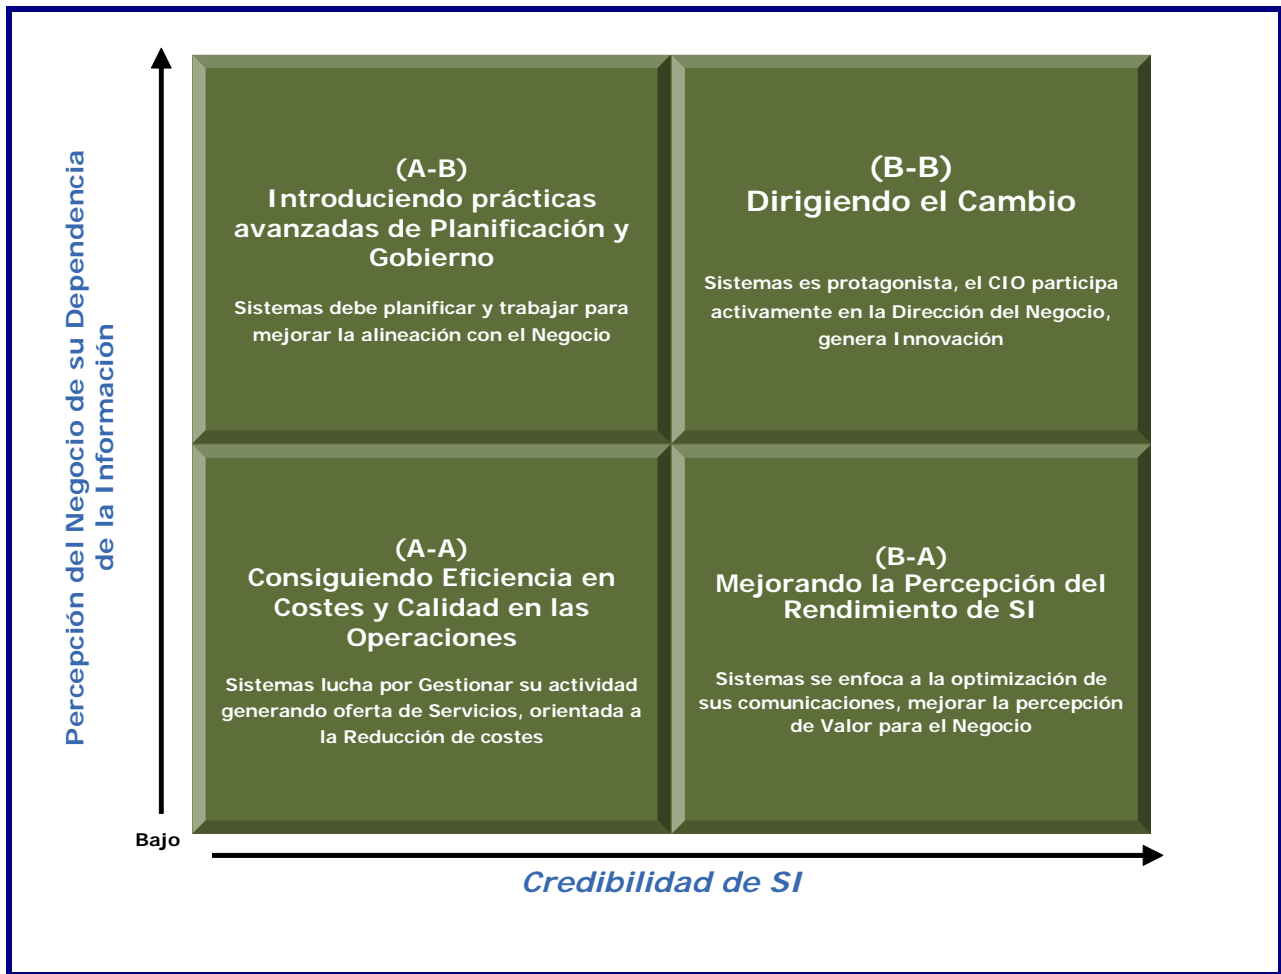 Percepción del Negocio de su Dependencia
de la Información
(A-B)
Introduciendo prácticas
avanzadas de Planificación y
Gobierno
Sistemas debe planificar y trabajar para
mejorar la alineación con el Negocio
(B-B)
Dirigiendo el Cambio
Sistemas es protagonista, el CIO participa
activamente en la Dirección del Negocio,
genera Innovación
(A-A)
Consiguiendo Eficiencia en
Costes y Calidad en las
Operaciones
Sistemas lucha por Gestionar su actividad
generando oferta de Servicios, orientada a
la Reducción de costes
(B-A)
Mejorando la Percepción del
Rendimiento de SI
Sistemas se enfoca a la optimización de
sus comunicaciones, mejorar la percepción
de Valor para el Negocio
Bajo
Credibilidad de SI